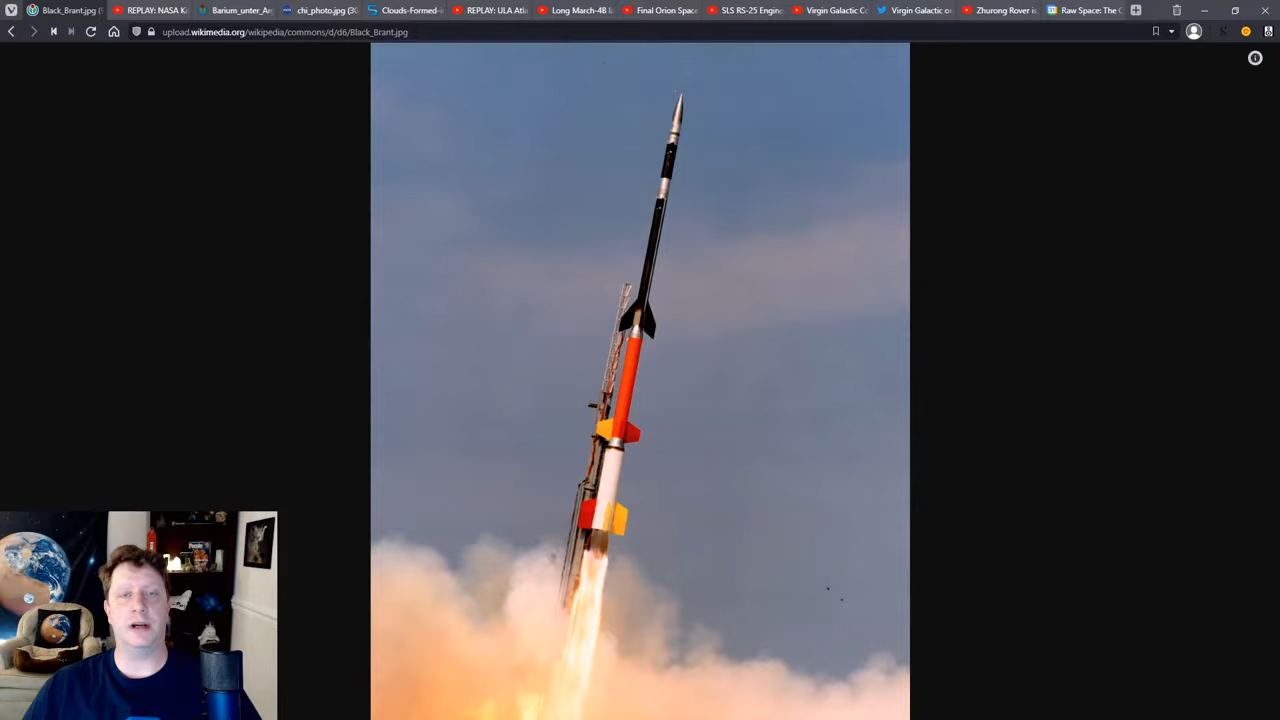 Black_Brant.jpg (
REPLAY: NASA K
Barium_unter_Ar
chi_photo.jpg (30
Clouds-Formed-i
REPLAY: ULA Atla
Long March-4B l
Final Orion Space
SLS RS-25 Engine
Virgin Galactic C
Virgin Galactic o
Zhurong Rover i
Raw Space: The C
upload.wikimedia.org/wikipedia/commons/d/d6/Black_Brant.jpg